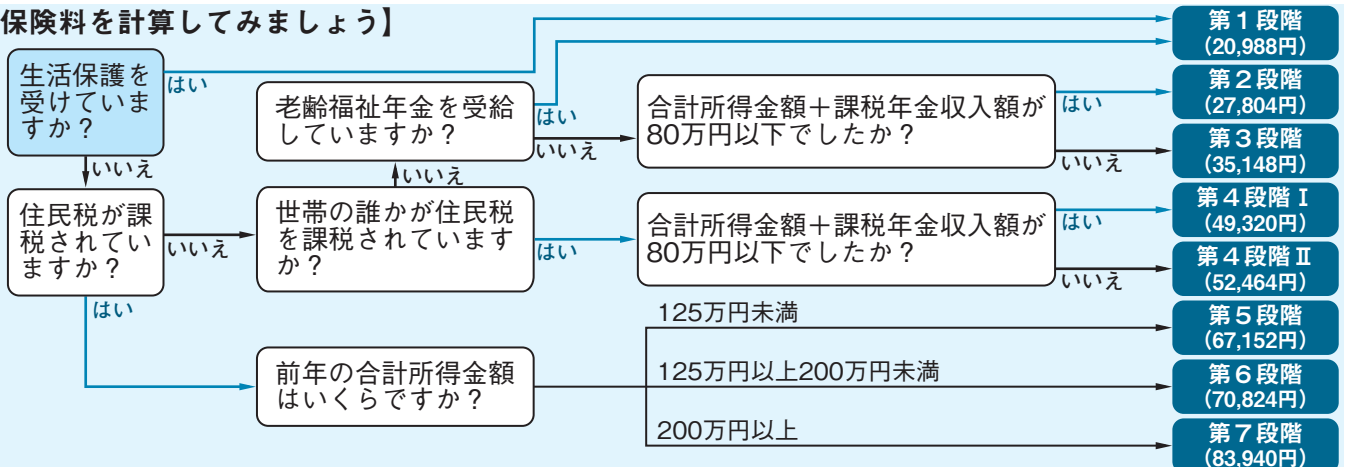 保険料を計算してみましょう】
生活保護を
受けていま
すか？
はい
いいえ
住民税が課
税されてい
ますか？
いいえ
はい
老齢福祉年金を受給
していますか？
はい
いいえ
いいえ
世帯の誰かが住民税
を課税されています
か？
はい
前年の合計所得金額
はいくらですか？
合計所得金額＋課税年金収入額が
80万円以下でしたか？
はい
いいえ
合計所得金額＋課税年金収入額が
80万円以下でしたか？
はい
いいえ
125万円未満
125万円以上200万円未満
200万円以上
第１段階
（20,988円）
第２段階
（27,804円）
第３段階
（35,148円）
第４段階Ⅰ
（49,320円）
第４段階Ⅱ
（52,464円）
第５段階
（67,152円）
第６段階
（70,824円）
第７段階
（83,940円）